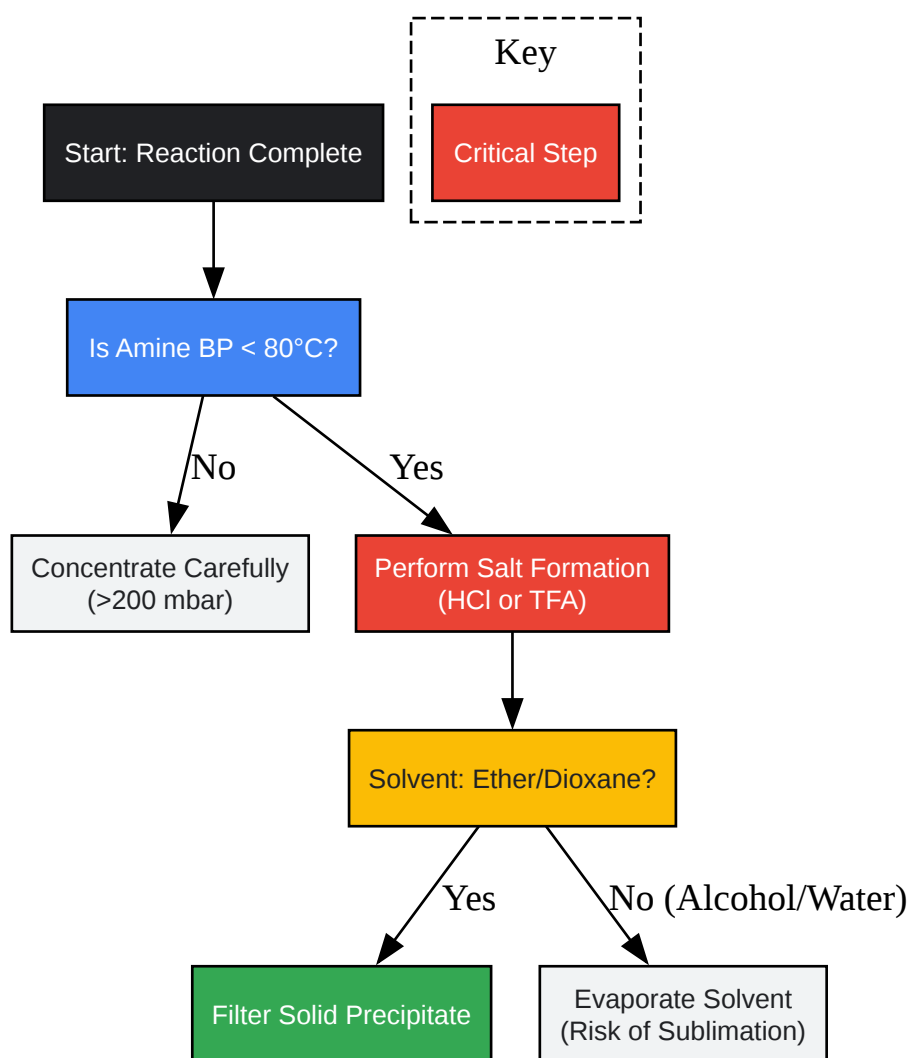 Key
Start: Reaction Complete
Critical Step
Is Amine BP < 80°C?
No
Yes
Concentrate Carefully
(>200 mbar)
Perform Salt Formation
(HCl or TFA)
Solvent: Ether/Dioxane?
Yes
No (Alcohol/Water)
Filter Solid Precipitate
Evaporate Solvent
(Risk of Sublimation)